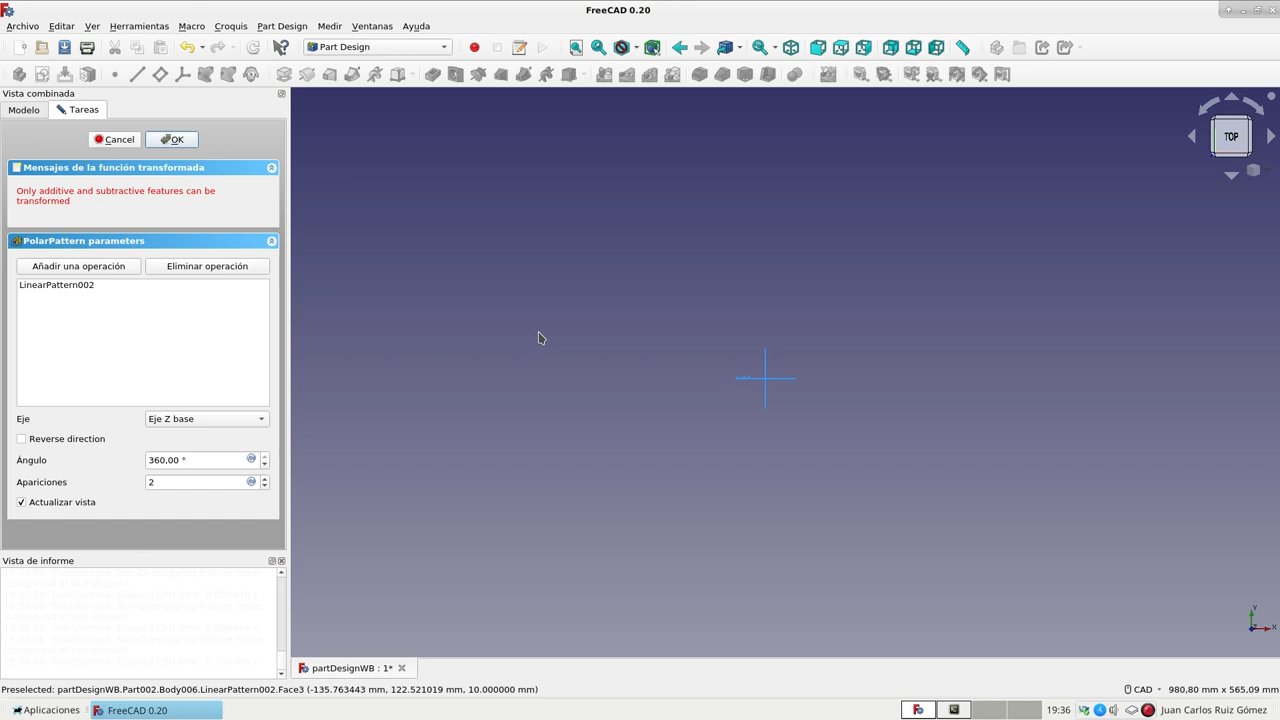 FreeCAD 0.20
Archivo Editar Ver Herramientas Macro Croquis Part Design Medir Ventanas Ayuda
Part Design
Vista combinada
Modelo Tareas
Cancel OK
Mensajes de la función transformada
Only additive and subtractive features can be
transformed
PolarPattern parameters
Añadir una operación Eliminar operación
LinearPattern002
Eje Eje Z base
Reverse direction
Ángulo 360,00 °
Apariciones 2
Actualizar vista
Vista de informe
TOP
Y
X
partDesignWB : 1*
Preselected: partDesignWB.Part002.Body006.LinearPattern002.Face3 (-135.763443 mm, 122.521019 mm, 10.000000 mm)
CAD 980,80 mm x 565,09 mm
Aplicaciones FreeCAD 0.20 19:36 Juan Carlos Ruiz Gómez